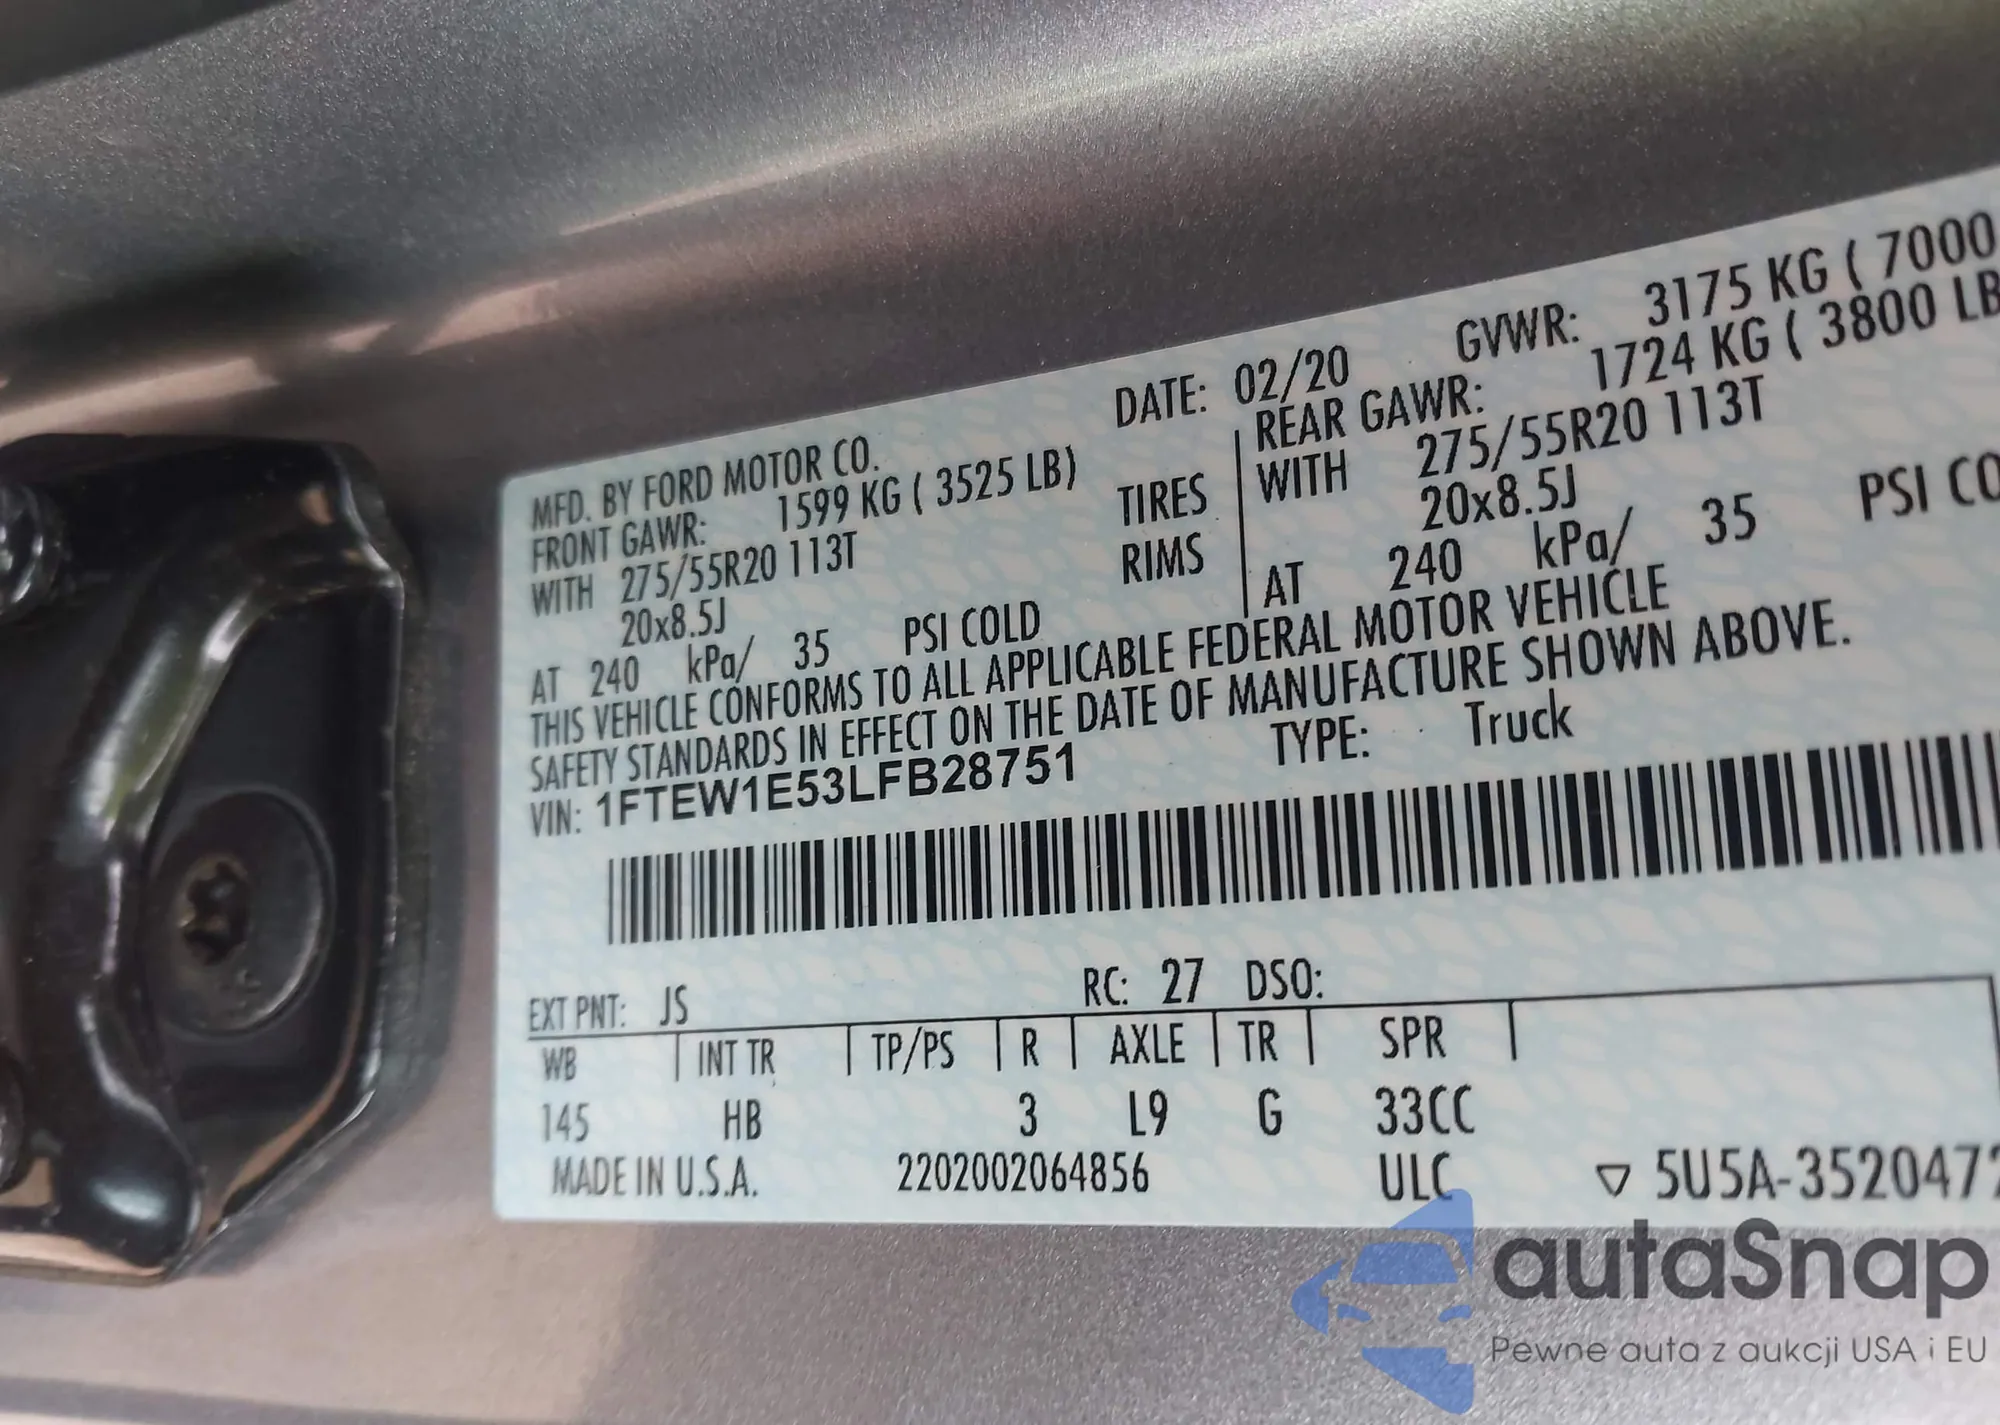 DATE: 02/20 GVWR: 3175 KG ( 7000
MFD. BY FORD MOTOR CO.
FRONT GAWR: 1599 KG ( 3525 LB)
WITH 275/55R20 113T
20x8.5J
AT 240 kPa/ 35 PSI COLD
TIRES
RIMS
REAR GAWR: 1724 KG ( 3800 LB
WITH 275/55R20 113T
20x8.5J
AT 240 kPa/ 35 PSI CO
THIS VEHICLE CONFORMS TO ALL APPLICABLE FEDERAL MOTOR VEHICLE
SAFETY STANDARDS IN EFFECT ON THE DATE OF MANUFACTURE SHOWN ABOVE.
VIN: 1FTEW1E53LFB28751 TYPE: Truck
EXT PNT: JS RC: 27 DSO:
WB INT TR TP/PS R AXLE TR SPR
145 HB 3 L9 G 33CC
MADE IN U.S.A. 2202002064856 ULC ▽ 5U5A-3520472
autaSnap
Pewne auta z aukcji USA i EU